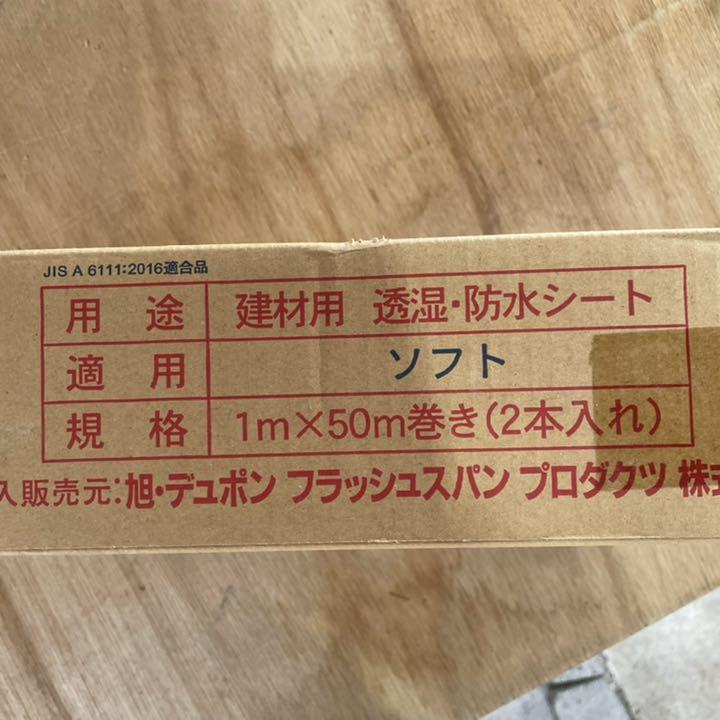 JIS A 6111:2016適合品
用 途 建材用 透湿・防水シート
適 用 ソフト
規 格 1m×50m巻き(2本入れ)
入販売元:旭・デュポン フラッシュスパン プロダクツ 株式